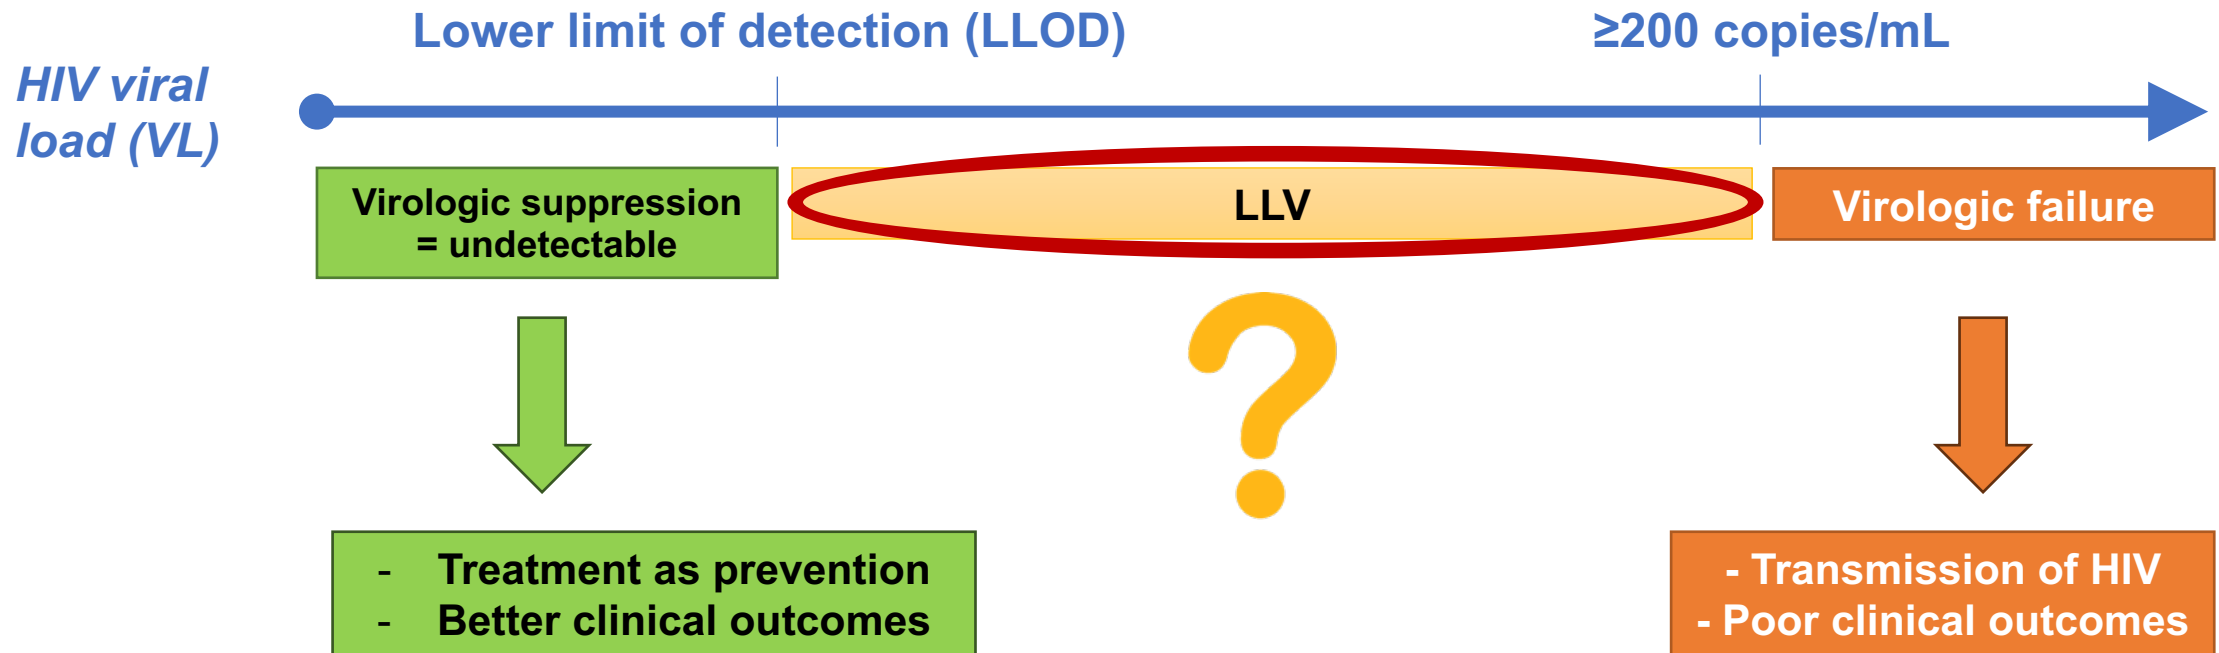 Lower limit of detection (LLOD)
≥200 copies/mL
HIV viral
load (VL)
Virologic suppression
= undetectable
LLV
Virologic failure
?
- Treatment as prevention
- Better clinical outcomes
- Transmission of HIV
- Poor clinical outcomes